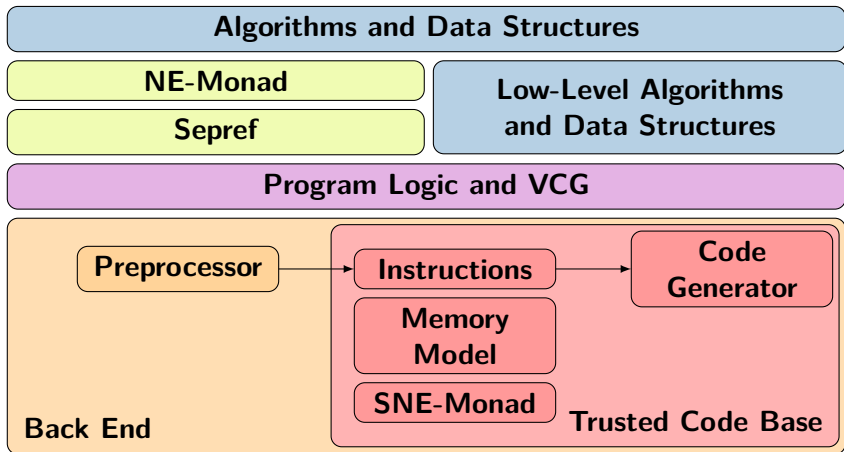 Algorithms and Data Structures
NE-Monad
Sepref
Low-Level Algorithms
and Data Structures
Program Logic and VCG
Preprocessor
Instructions
Code
Generator
Memory
Model
SNE-Monad
Back End
Trusted Code Base